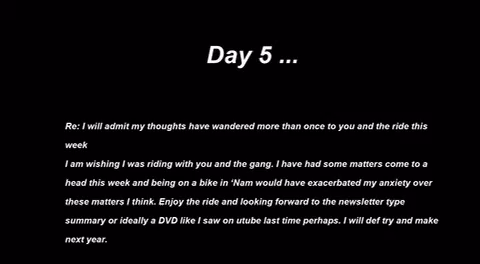 Day 5 ...
Re: I will admit my thoughts have wandered more than once to you and the ride this
week
I am wishing I was riding with you and the gang. I have had some matters come to a
head this week and being on a bike in ‘Nam would have exacerbated my anxiety over
these matters I think. Enjoy the ride and looking forward to the newsletter type
summary or ideally a DVD like I saw on utube last time perhaps. I will def try and make
next year.